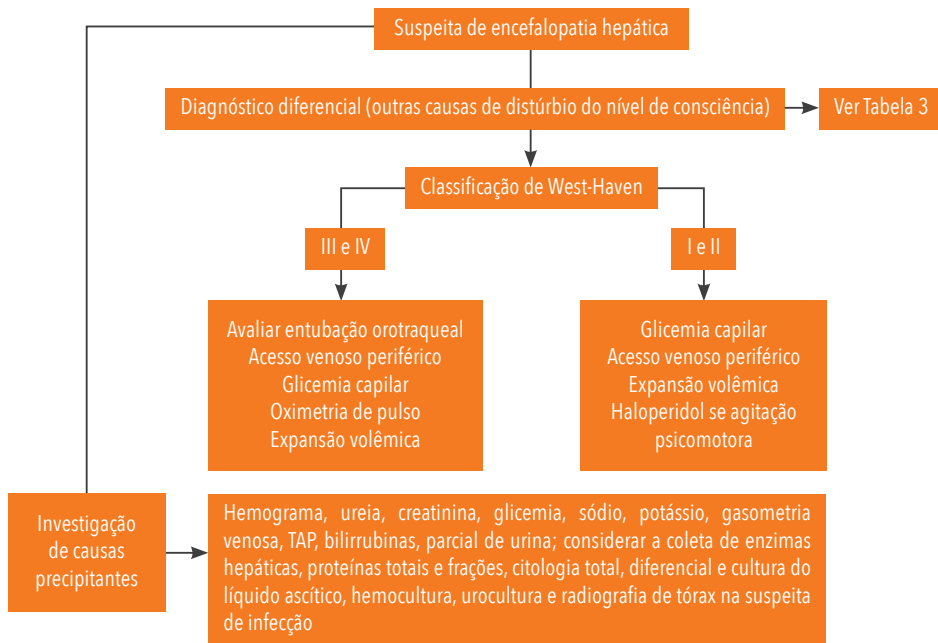 Suspeita de encefalopatia hepática
Diagnóstico diferencial (outras causas de distúrbio do nível de consciência)
Ver Tabela 3
Classificação de West-Haven
III e IV
I e II
Avaliar entubação orotraqueal
Acesso venoso periférico
Glicemia capilar
Oximetria de pulso
Expansão volêmica
Glicemia capilar
Acesso venoso periférico
Expansão volêmica
Haloperidol se agitação
psicomotora
Investigação
de causas
precipitantes
Hemograma, ureia, creatinina, glicemia, sódio, potássio, gasometria
venosa, TAP, bilirrubinas, parcial de urina; considerar a coleta de enzimas
hepáticas, proteínas totais e frações, citologia total, diferencial e cultura do
líquido ascítico, hemocultura, urocultura e radiografia de tórax na suspeita
de infecção